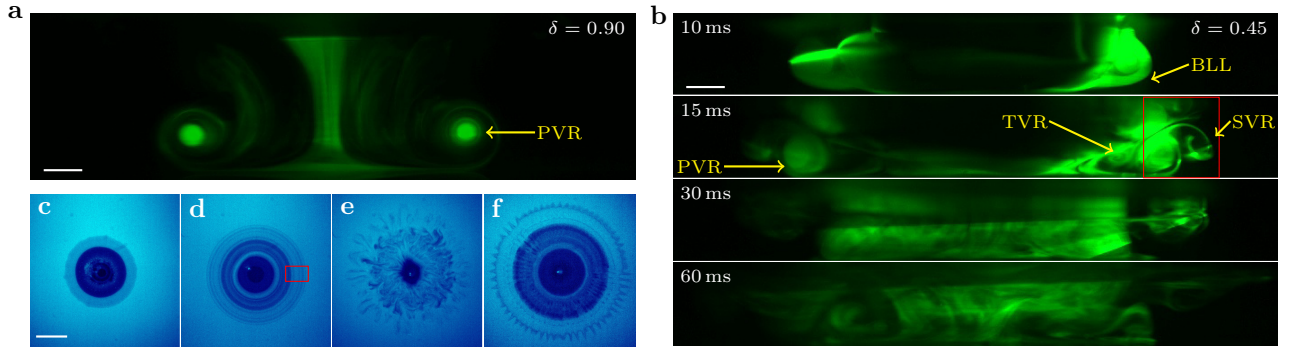 a
δ = 0.90
PVR
b
10 ms
δ = 0.45
BLL
15 ms
TVR
SVR
PVR
30 ms
60 ms
c
d
e
f